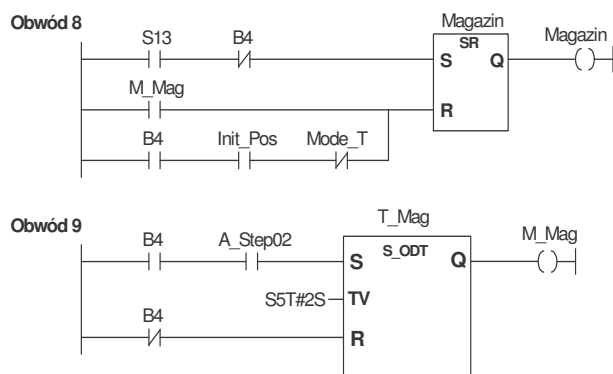 Obwód 8
S13 B4 Magazin Magazin
SR
S Q
M_Mag
R
B4 Init_Pos Mode_T
Obwód 9
T_Mag
B4 A_Step02 M_Mag
S_ODT
S Q
S5T#2S TV
B4
R